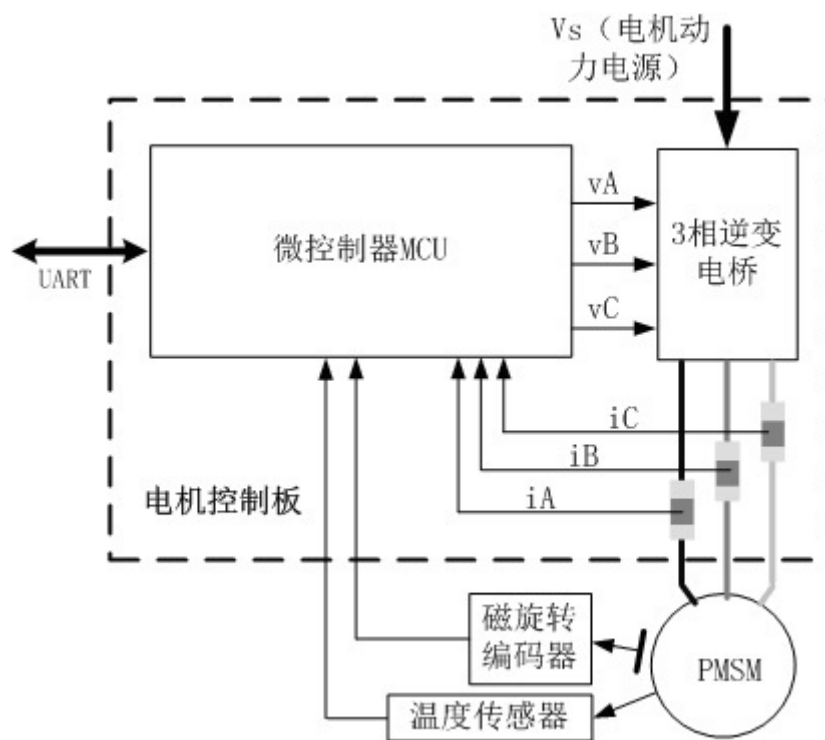 Vs（电机动
力电源）
微控制器MCU
vA
vB
vC
3相逆变
电桥
UART
iC
iB
iA
电机控制板
磁旋转
编码器
温度传感器
PMSM